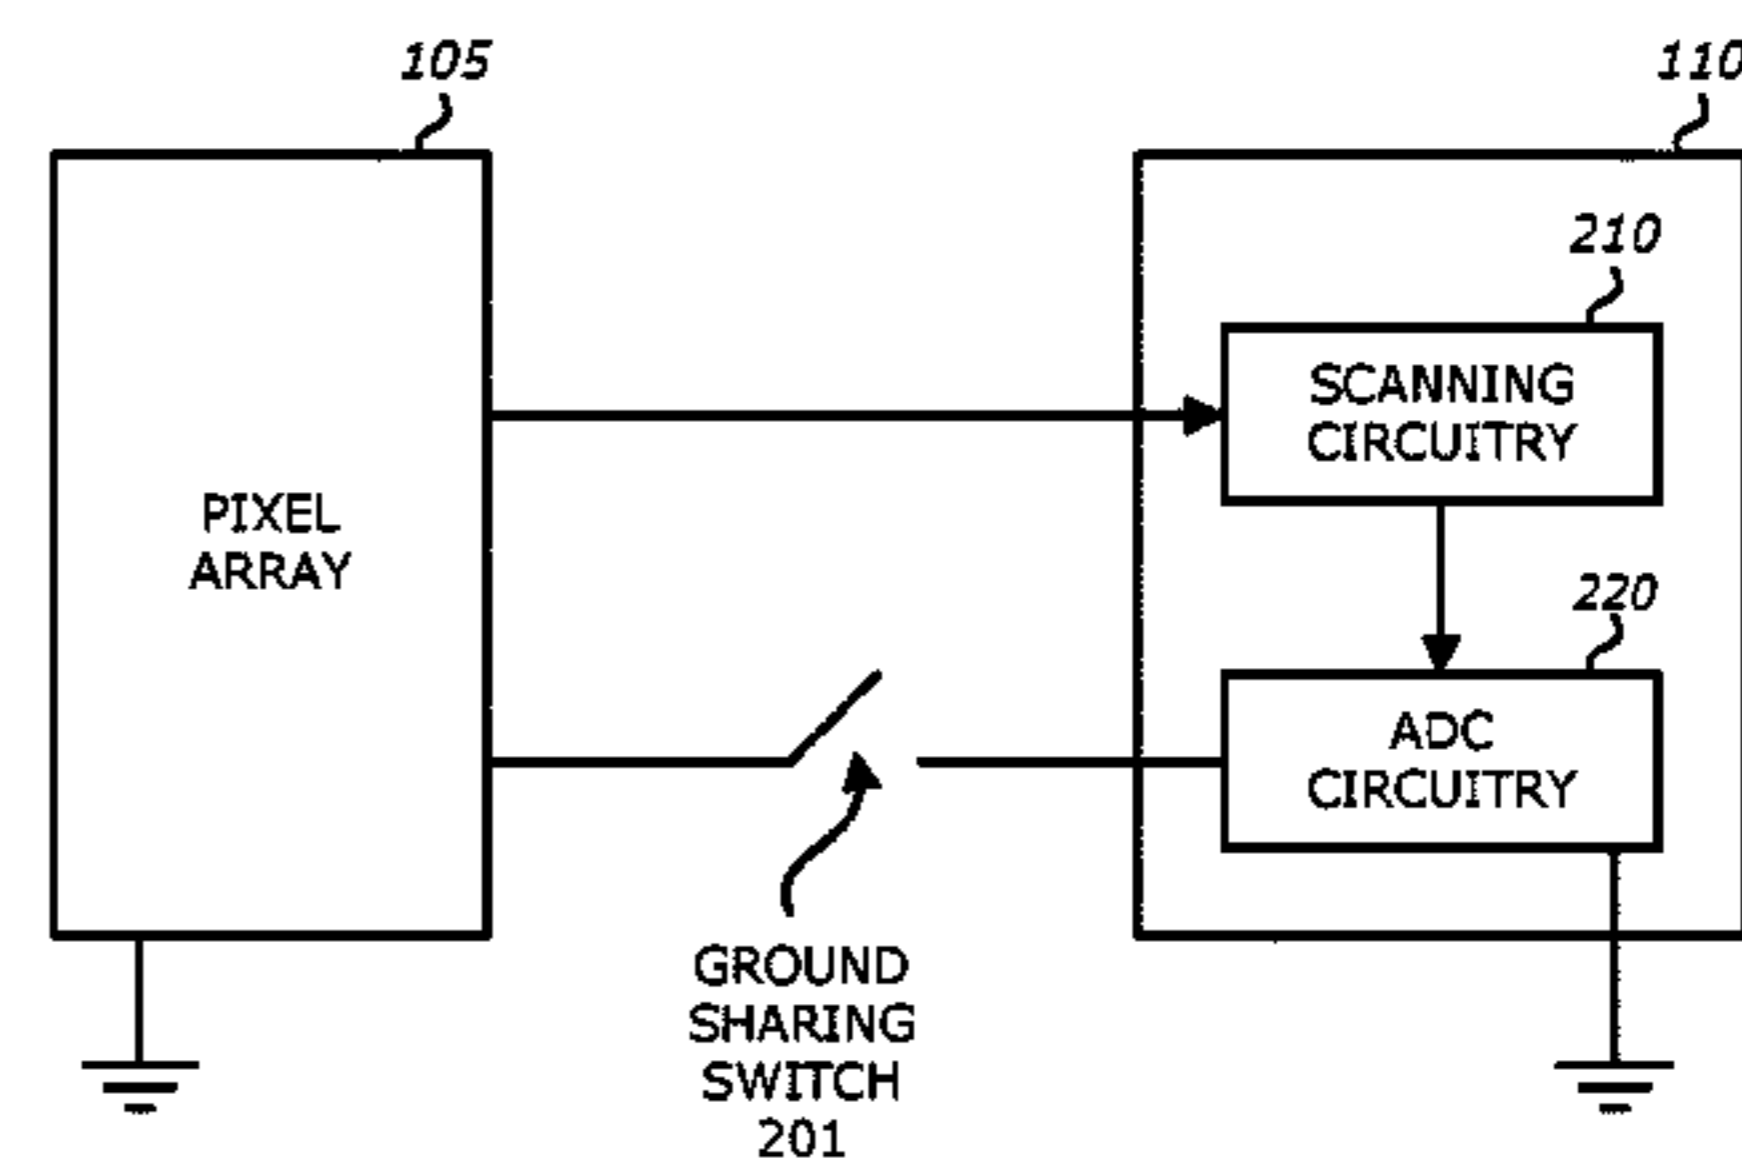 105
110
210
SCANNING
CIRCUITRY
PIXEL
ARRAY
220
ADC
CIRCUITRY
GROUND
SHARING
SWITCH
201